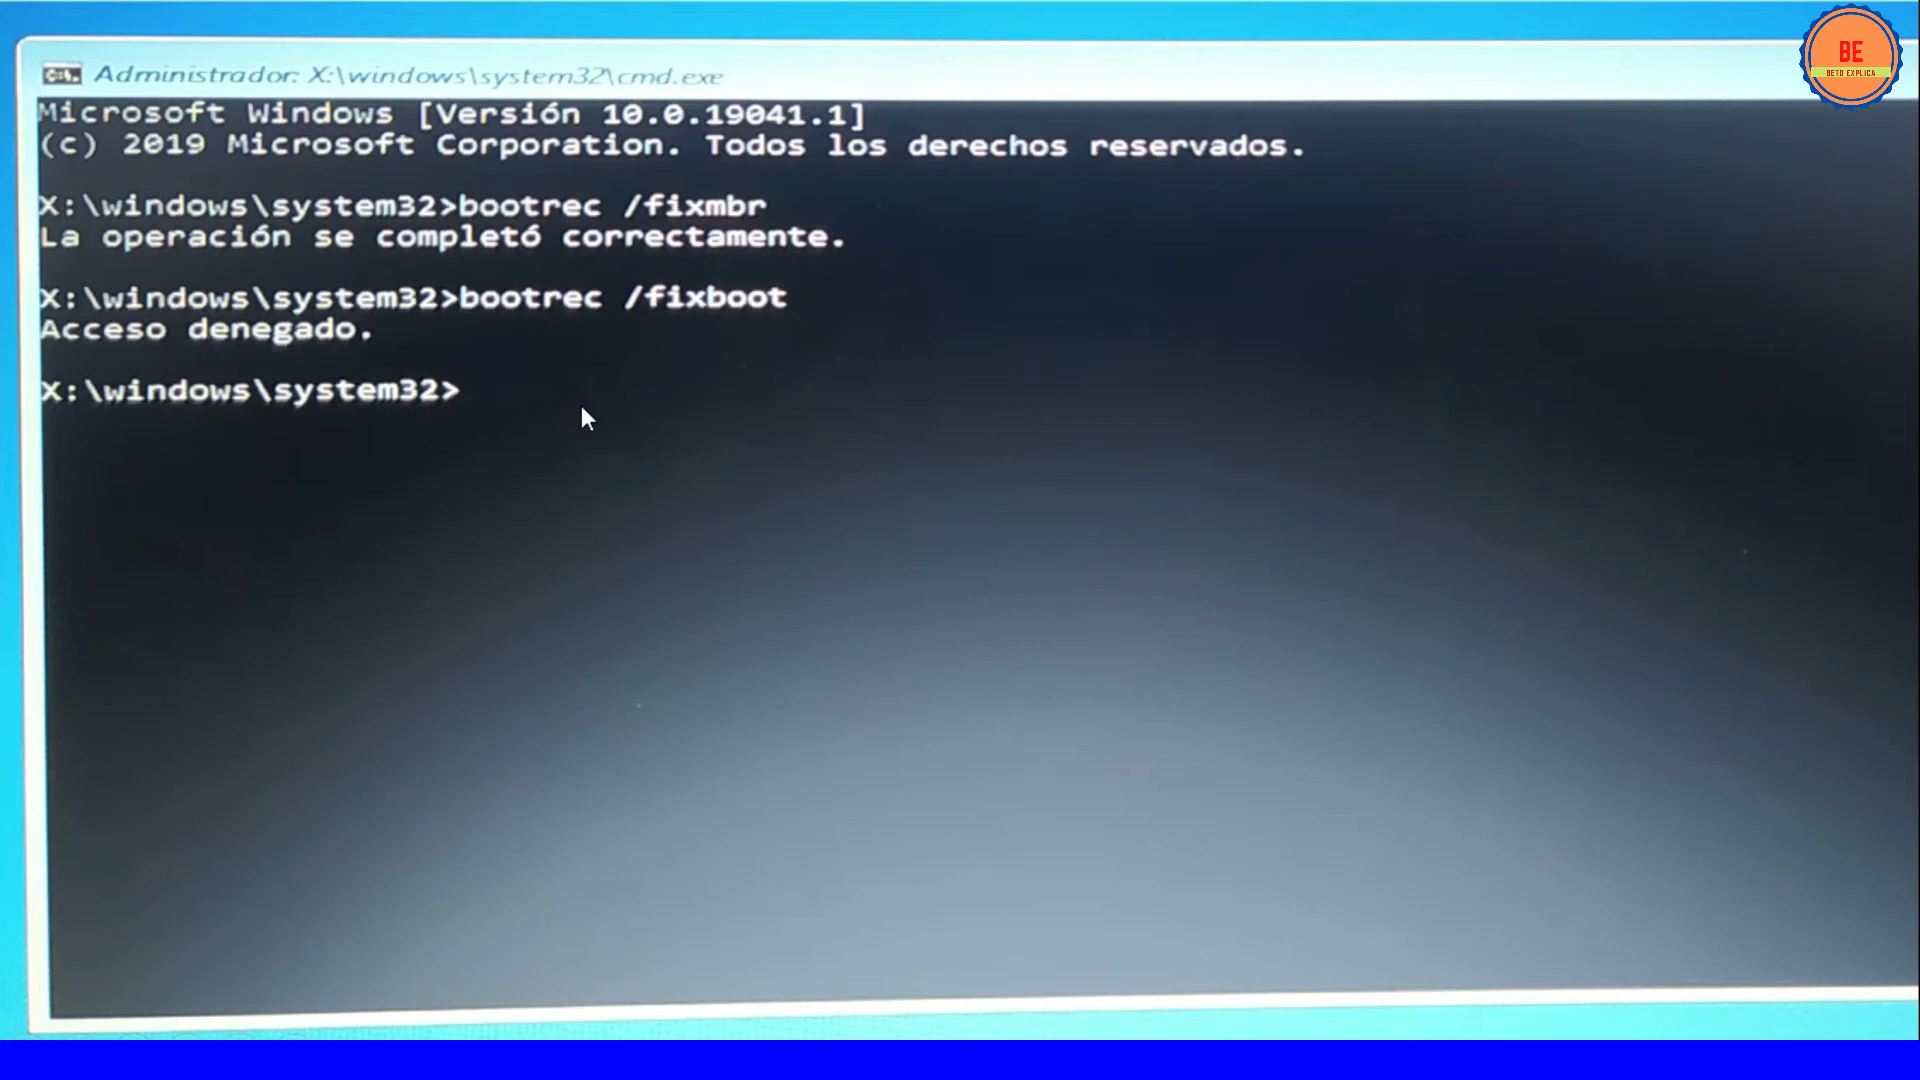 BE
BETO EXPLICA
Administrador: X:\windows\system32\cmd.exe
Microsoft Windows [Versión 10.0.19041.1]
(c) 2019 Microsoft Corporation. Todos los derechos reservados.
X:\windows\system32>bootrec /fixmbr
La operación se completó correctamente.
X:\windows\system32>bootrec /fixboot
Acceso denegado.
X:\windows\system32>